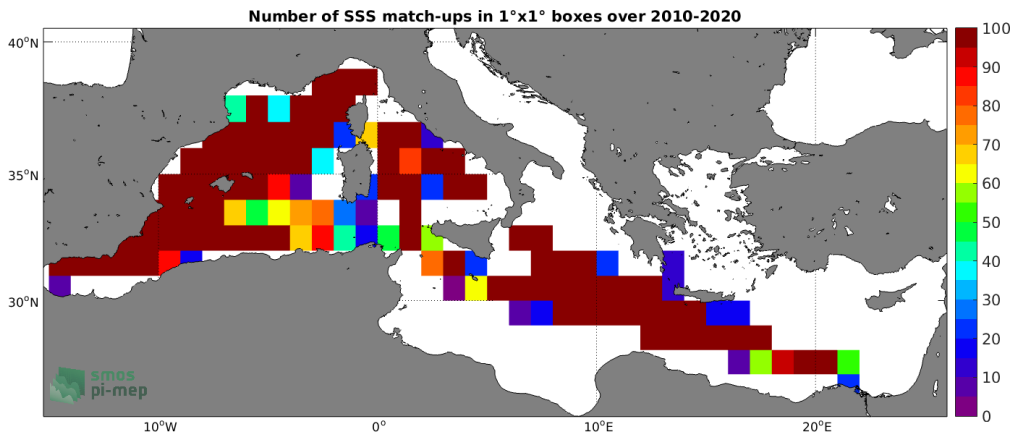 Number of SSS match-ups in 1°x1° boxes over 2010-2020
40°N
35°N
30°N
10°W
0°
10°E
20°E
100
90
80
70
60
50
40
30
20
10
0
smos
pi-mep